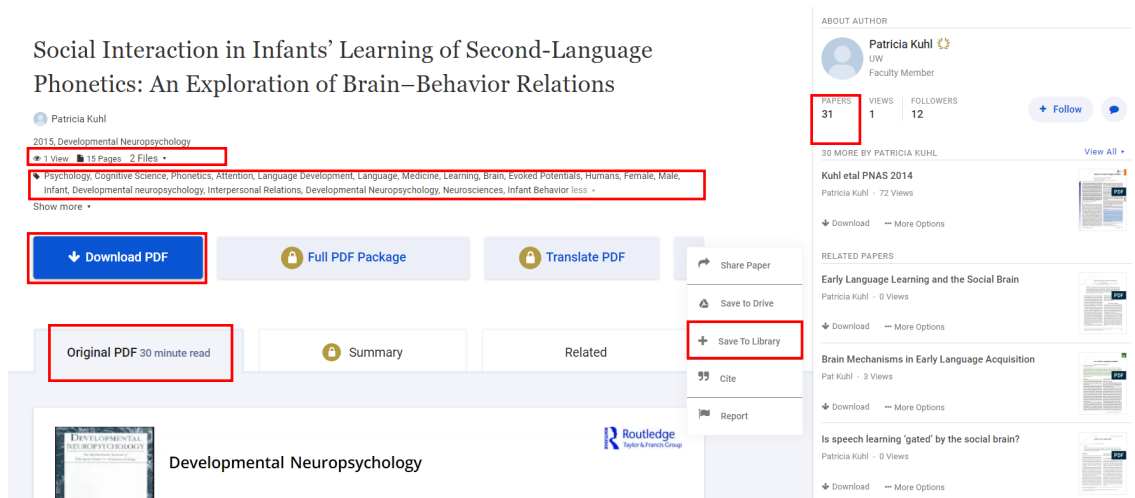 Social Interaction in Infants’ Learning of Second-Language
Phonetics: An Exploration of Brain–Behavior Relations
Patricia Kuhl
2015, Developmental Neuropsychology
1 View 15 Pages 2 Files
Psychology, Cognitive Science, Phonetics, Attention, Language Development, Language, Medicine, Learning, Brain, Evoked Potentials, Humans, Female, Male,
Infant, Developmental neuropsychology, Interpersonal Relations, Developmental Neuropsychology, Neurosciences, Infant Behavior less
Show more
Download PDF
Full PDF Package
Translate PDF
Share Paper
Save to Drive
Save To Library
Cite
Report
Original PDF 30 minute read
Summary
Related
DEVELOPMENTAL
NEUROPSYCHOLOGY
Developmental Neuropsychology
Routledge
Taylor & Francis Group
ABOUT AUTHOR
Patricia Kuhl
UW
Faculty Member
PAPERS VIEWS FOLLOWERS
31 1 12
+ Follow
30 MORE BY PATRICIA KUHL View All
Kuhl etal PNAS 2014
Patricia Kuhl · 72 Views
PDF
Download ••• More Options
RELATED PAPERS
Early Language Learning and the Social Brain
Patricia Kuhl · 0 Views
PDF
Download ••• More Options
Brain Mechanisms in Early Language Acquisition
Pat Kuhl · 3 Views
PDF
Download ••• More Options
Is speech learning ‘gated’ by the social brain?
Patricia Kuhl · 0 Views
PDF
Download ••• More Options